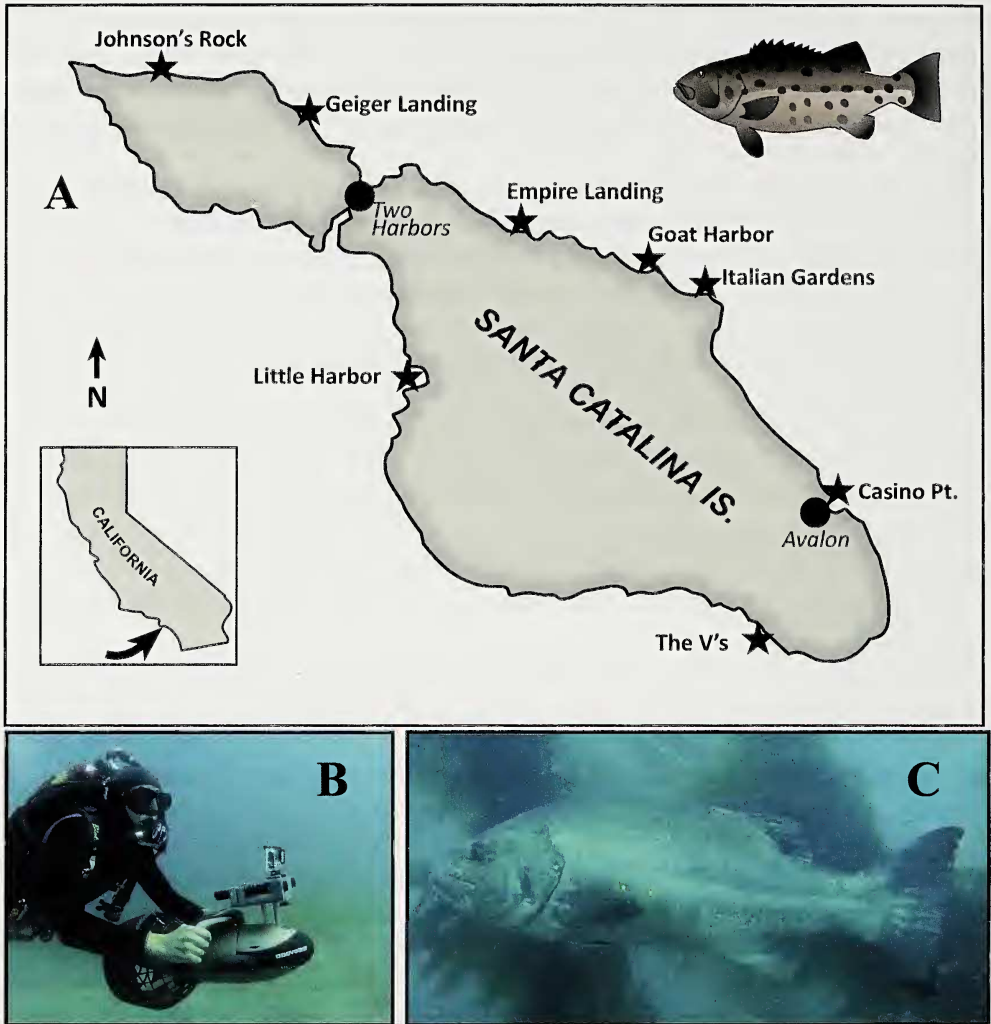 Johnson's Rock
Geiger Landing
A
Two
Harbors
Empire Landing
Goat Harbor
Italian Gardens
SANTA CATALINA IS.
Little Harbor
N
CALIFORNIA
Casino Pt.
Avalon
The V's
B
C